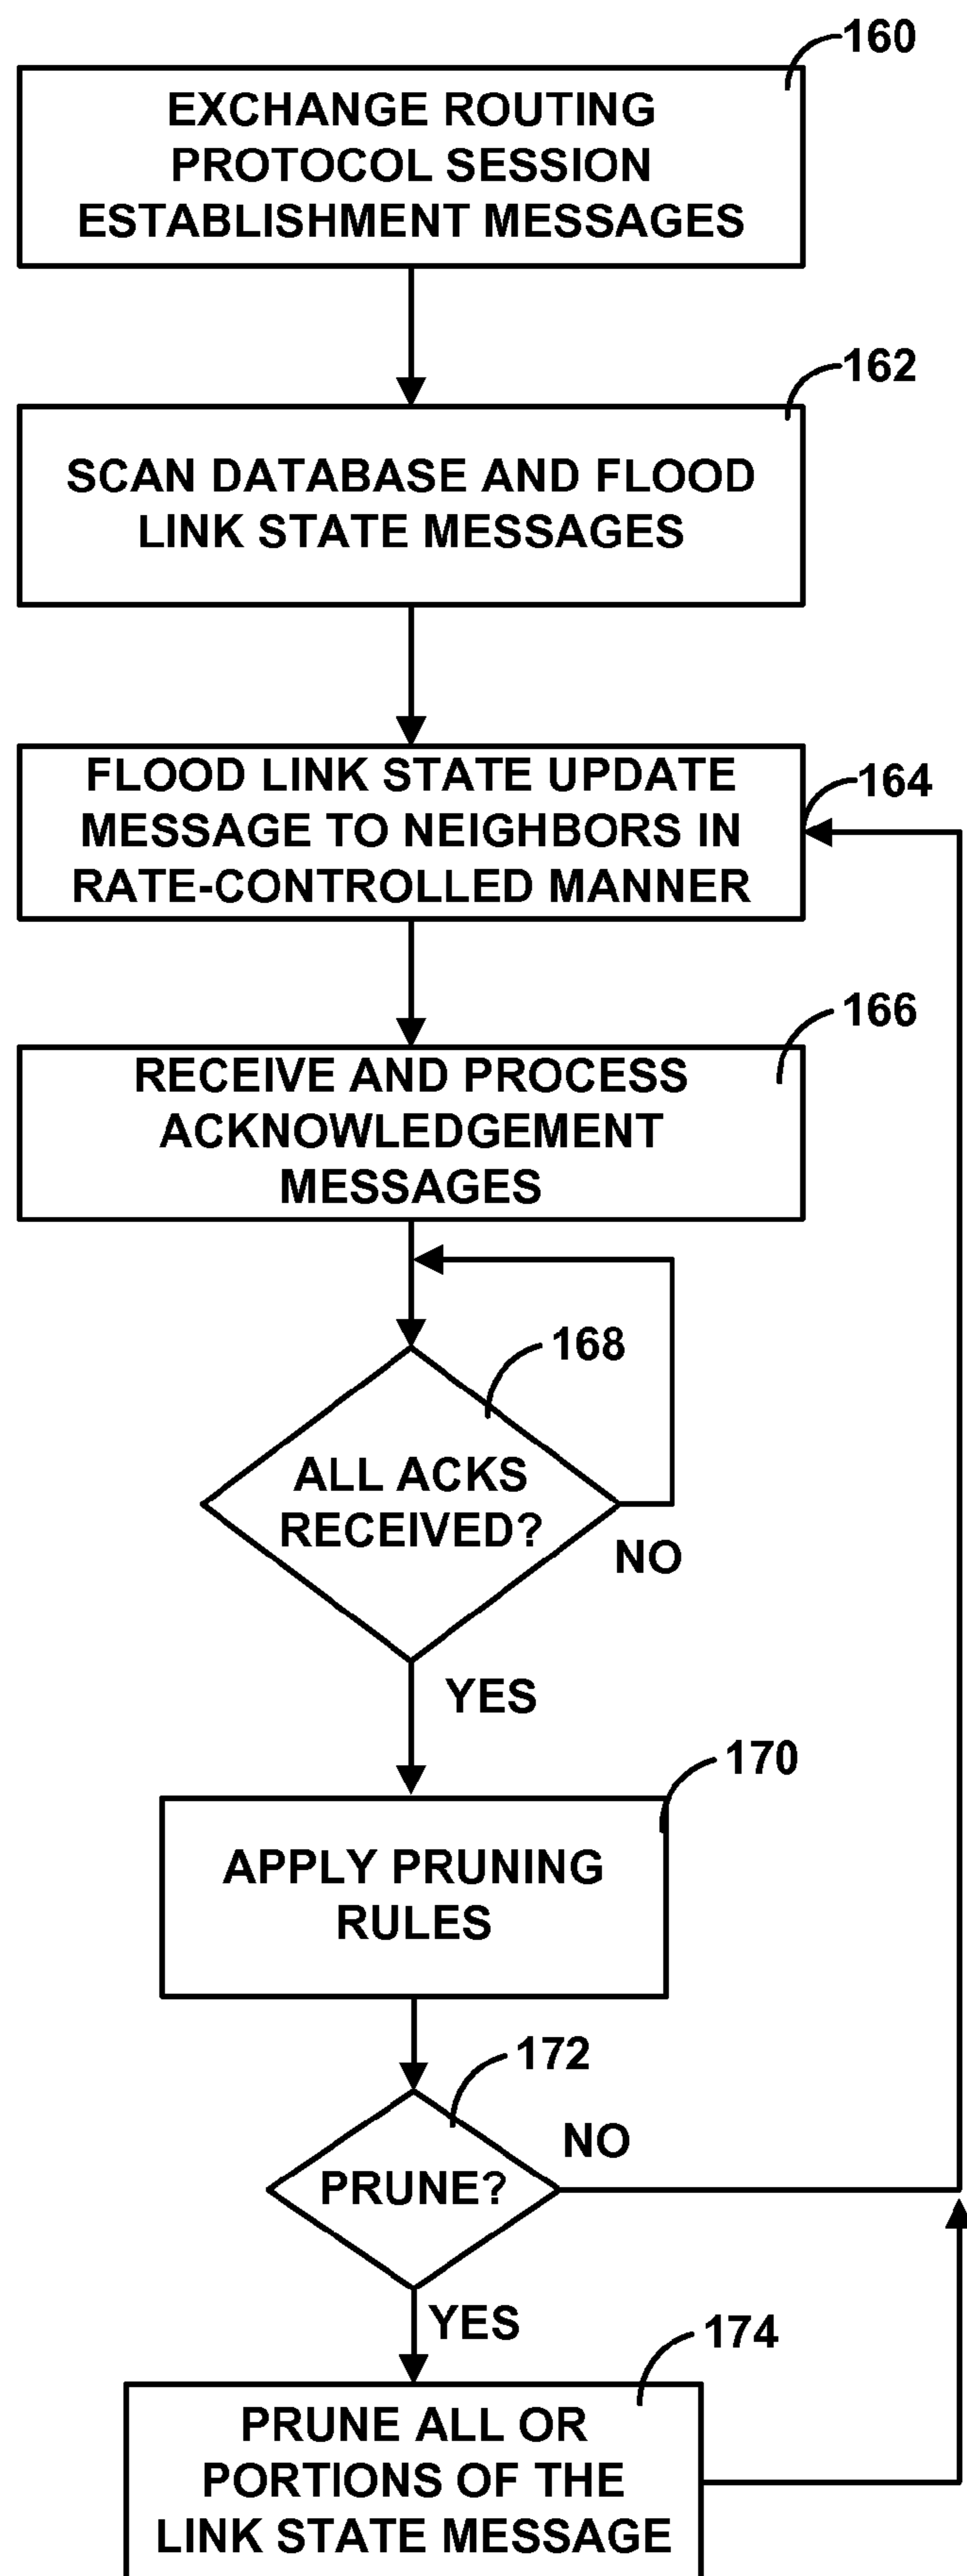 160
EXCHANGE ROUTING
PROTOCOL SESSION
ESTABLISHMENT MESSAGES
162
SCAN DATABASE AND FLOOD
LINK STATE MESSAGES
164
FLOOD LINK STATE UPDATE
MESSAGE TO NEIGHBORS IN
RATE-CONTROLLED MANNER
166
RECEIVE AND PROCESS
ACKNOWLEDGEMENT
MESSAGES
168
ALL ACKS
RECEIVED?
NO
YES
170
APPLY PRUNING
RULES
172
NO
PRUNE?
YES
174
PRUNE ALL OR
PORTIONS OF THE
LINK STATE MESSAGE